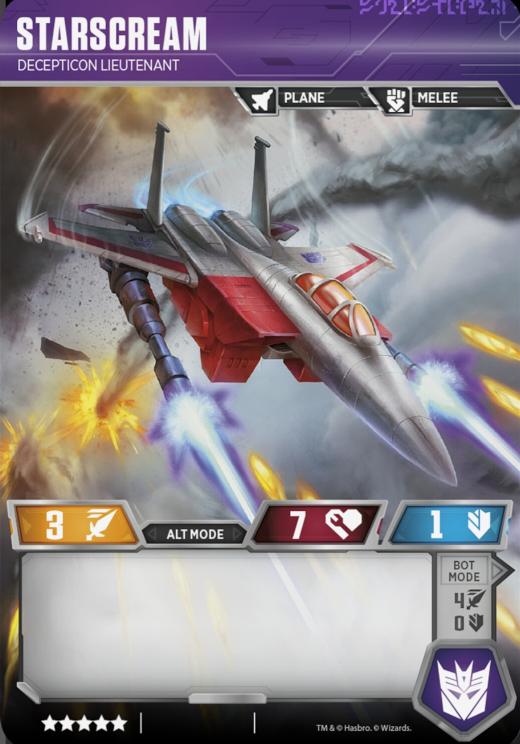 STARSCREAM
DECEPTICON LIEUTENANT
PLANE
MELEE
3
ALT MODE
7
1
BOT
MODE
4
0
TM & © Hasbro. © Wizards.